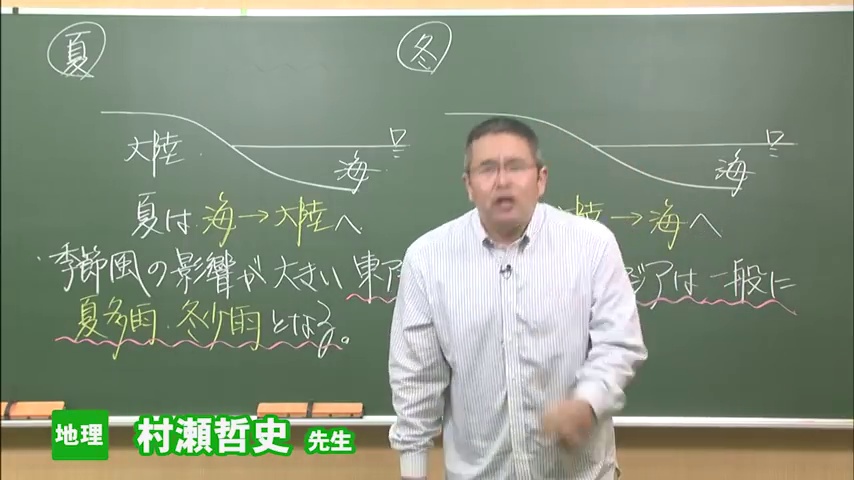 夏
冬
大陸
海
海
夏は 海→大陸へ
陸→海へ
季節風の影響が大きい 東ア
ジアは一般に
夏多雨・冬少雨となる。
地理 村瀬哲史 先生